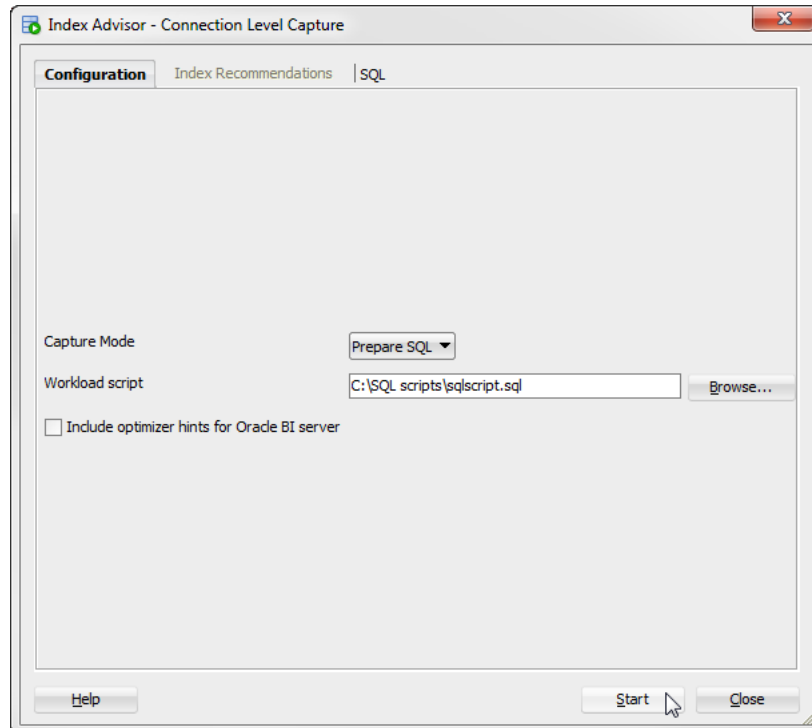 Index Advisor - Connection Level Capture
Configuration Index Recommendations SQL
Capture Mode Prepare SQL
Workload script C:\SQL scripts\sqlscript.sql Browse...
Include optimizer hints for Oracle BI server
Help Start Close